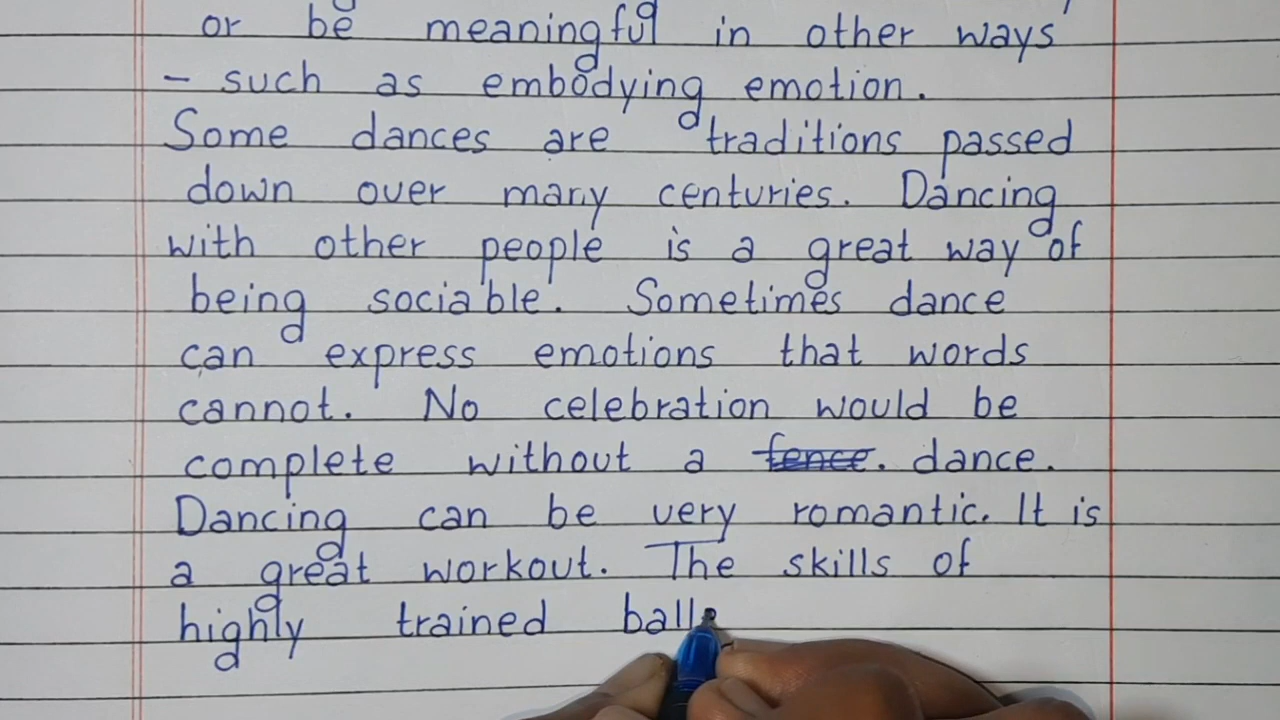 or be meaningful in other ways
- such as embodying emotion.
Some dances are traditions passed
down over many centuries. Dancing
with other people is a great way of
being sociable. Sometimes dance
can express emotions that words
cannot. No celebration would be
complete without a fence. dance.
Dancing can be very romantic. It is
a great workout. The skills of
highly trained ball